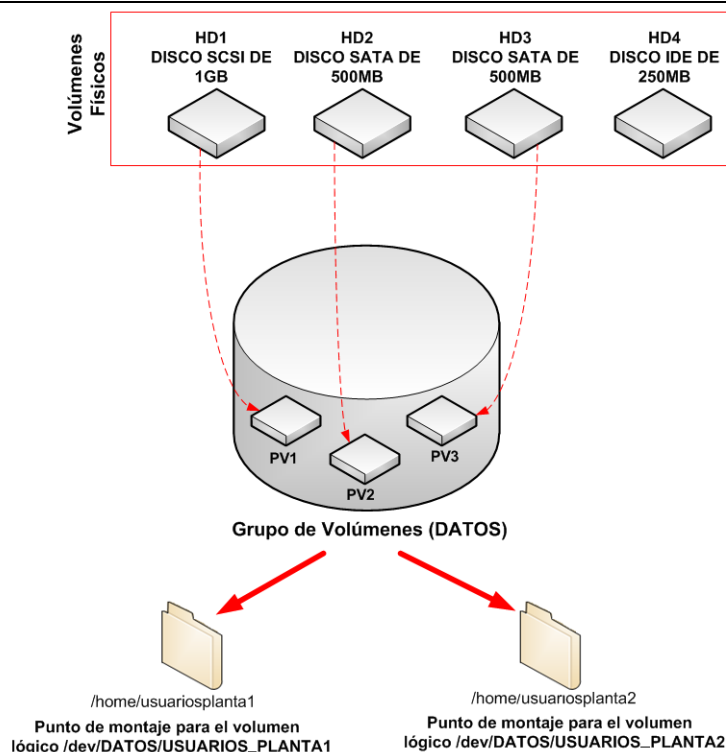 Volúmenes
Físicos
HD1
DISCO SCSI DE
1GB
HD2
DISCO SATA DE
500MB
HD3
DISCO SATA DE
500MB
HD4
DISCO IDE DE
250MB
PV1
PV2
PV3
Grupo de Volúmenes (DATOS)
/home/usuariosplanta1
Punto de montaje para el volumen
lógico /dev/DATOS/USUARIOS_PLANTA1
/home/usuariosplanta2
Punto de montaje para el volumen
lógico /dev/DATOS/USUARIOS_PLANTA2